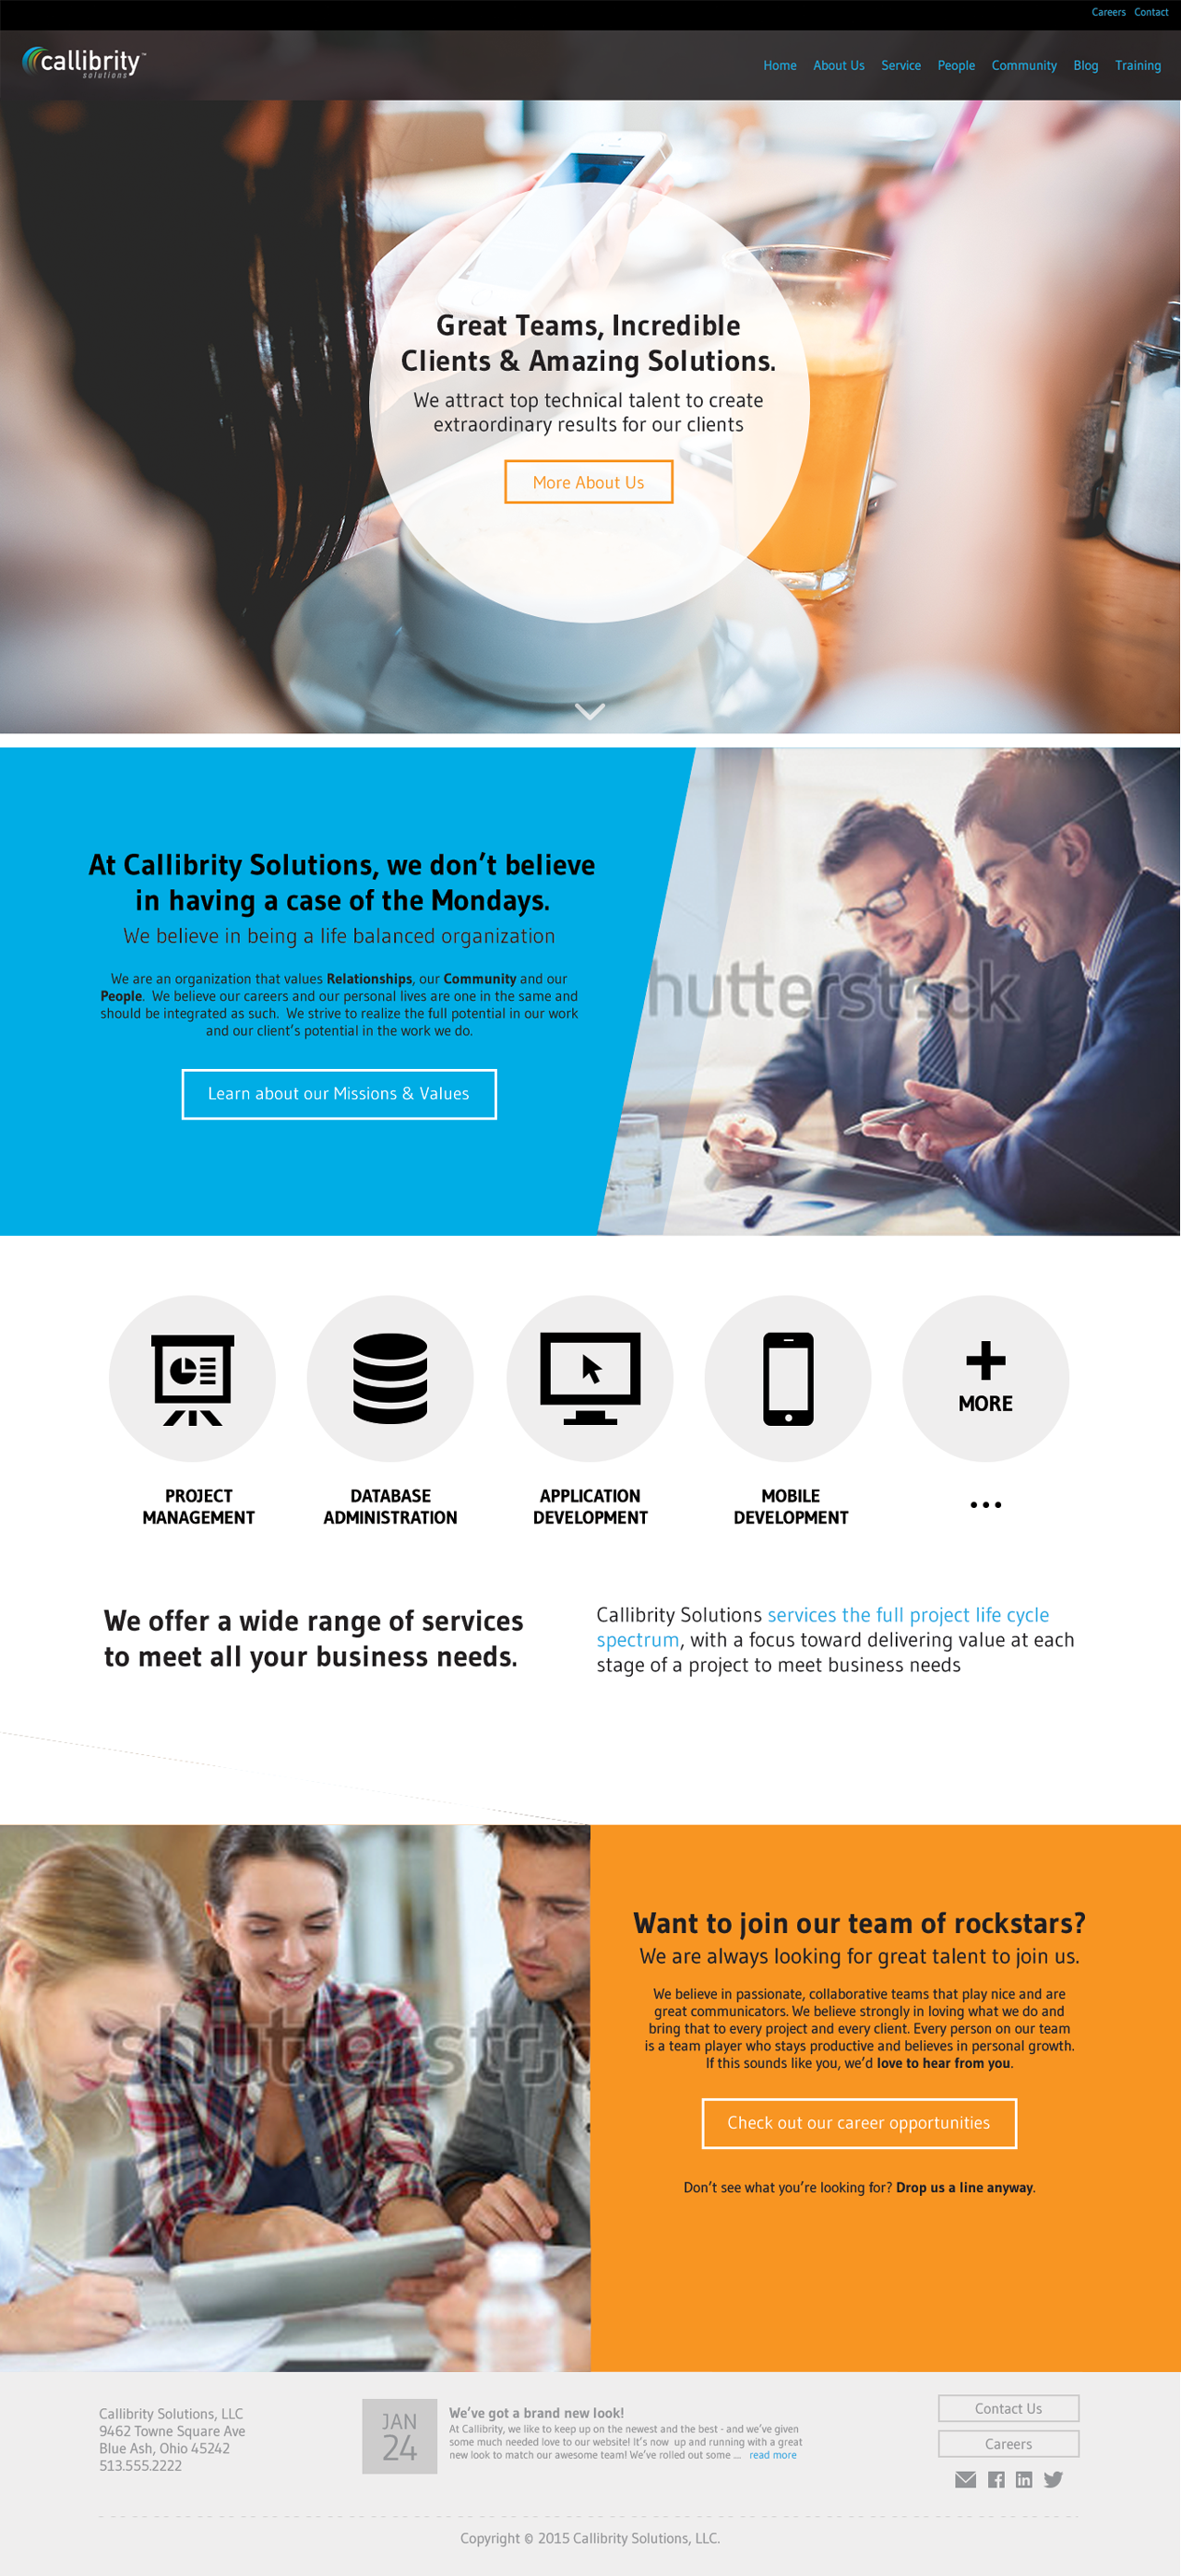 Careers Contact
callibrity™
solutions
Home About Us Service People Community Blog Training
Great Teams, Incredible
Clients & Amazing Solutions.
We attract top technical talent to create
extraordinary results for our clients
More About Us
At Callibrity Solutions, we don’t believe
in having a case of the Mondays.
We believe in being a life balanced organization
We are an organization that values Relationships, our Community and our
People. We believe our careers and our personal lives are one in the same and
should be integrated as such. We strive to realize the full potential in our work
and our client’s potential in the work we do.
Learn about our Missions & Values
shutterstock
+
MORE
PROJECT
MANAGEMENT
DATABASE
ADMINISTRATION
APPLICATION
DEVELOPMENT
MOBILE
DEVELOPMENT
...
We offer a wide range of services
to meet all your business needs.
Callibrity Solutions services the full project life cycle
spectrum, with a focus toward delivering value at each
stage of a project to meet business needs
shutterstock
Want to join our team of rockstars?
We are always looking for great talent to join us.
We believe in passionate, collaborative teams that play nice and are
great communicators. We believe strongly in loving what we do and
bring that to every project and every client. Every person on our team
is a team player who stays productive and believes in personal growth.
If this sounds like you, we’d love to hear from you.
Check out our career opportunities
Don’t see what you’re looking for? Drop us a line anyway.
Callibrity Solutions, LLC
9462 Towne Square Ave
Blue Ash, Ohio 45242
513.555.2222
JAN
24
We’ve got a brand new look!
At Callibrity, we like to keep up on the newest and the best - and we’ve given
some much needed love to our website! It’s now up and running with a great
new look to match our awesome team! We’ve rolled out some ... read more
Contact Us
Careers
Copyright © 2015 Callibrity Solutions, LLC.